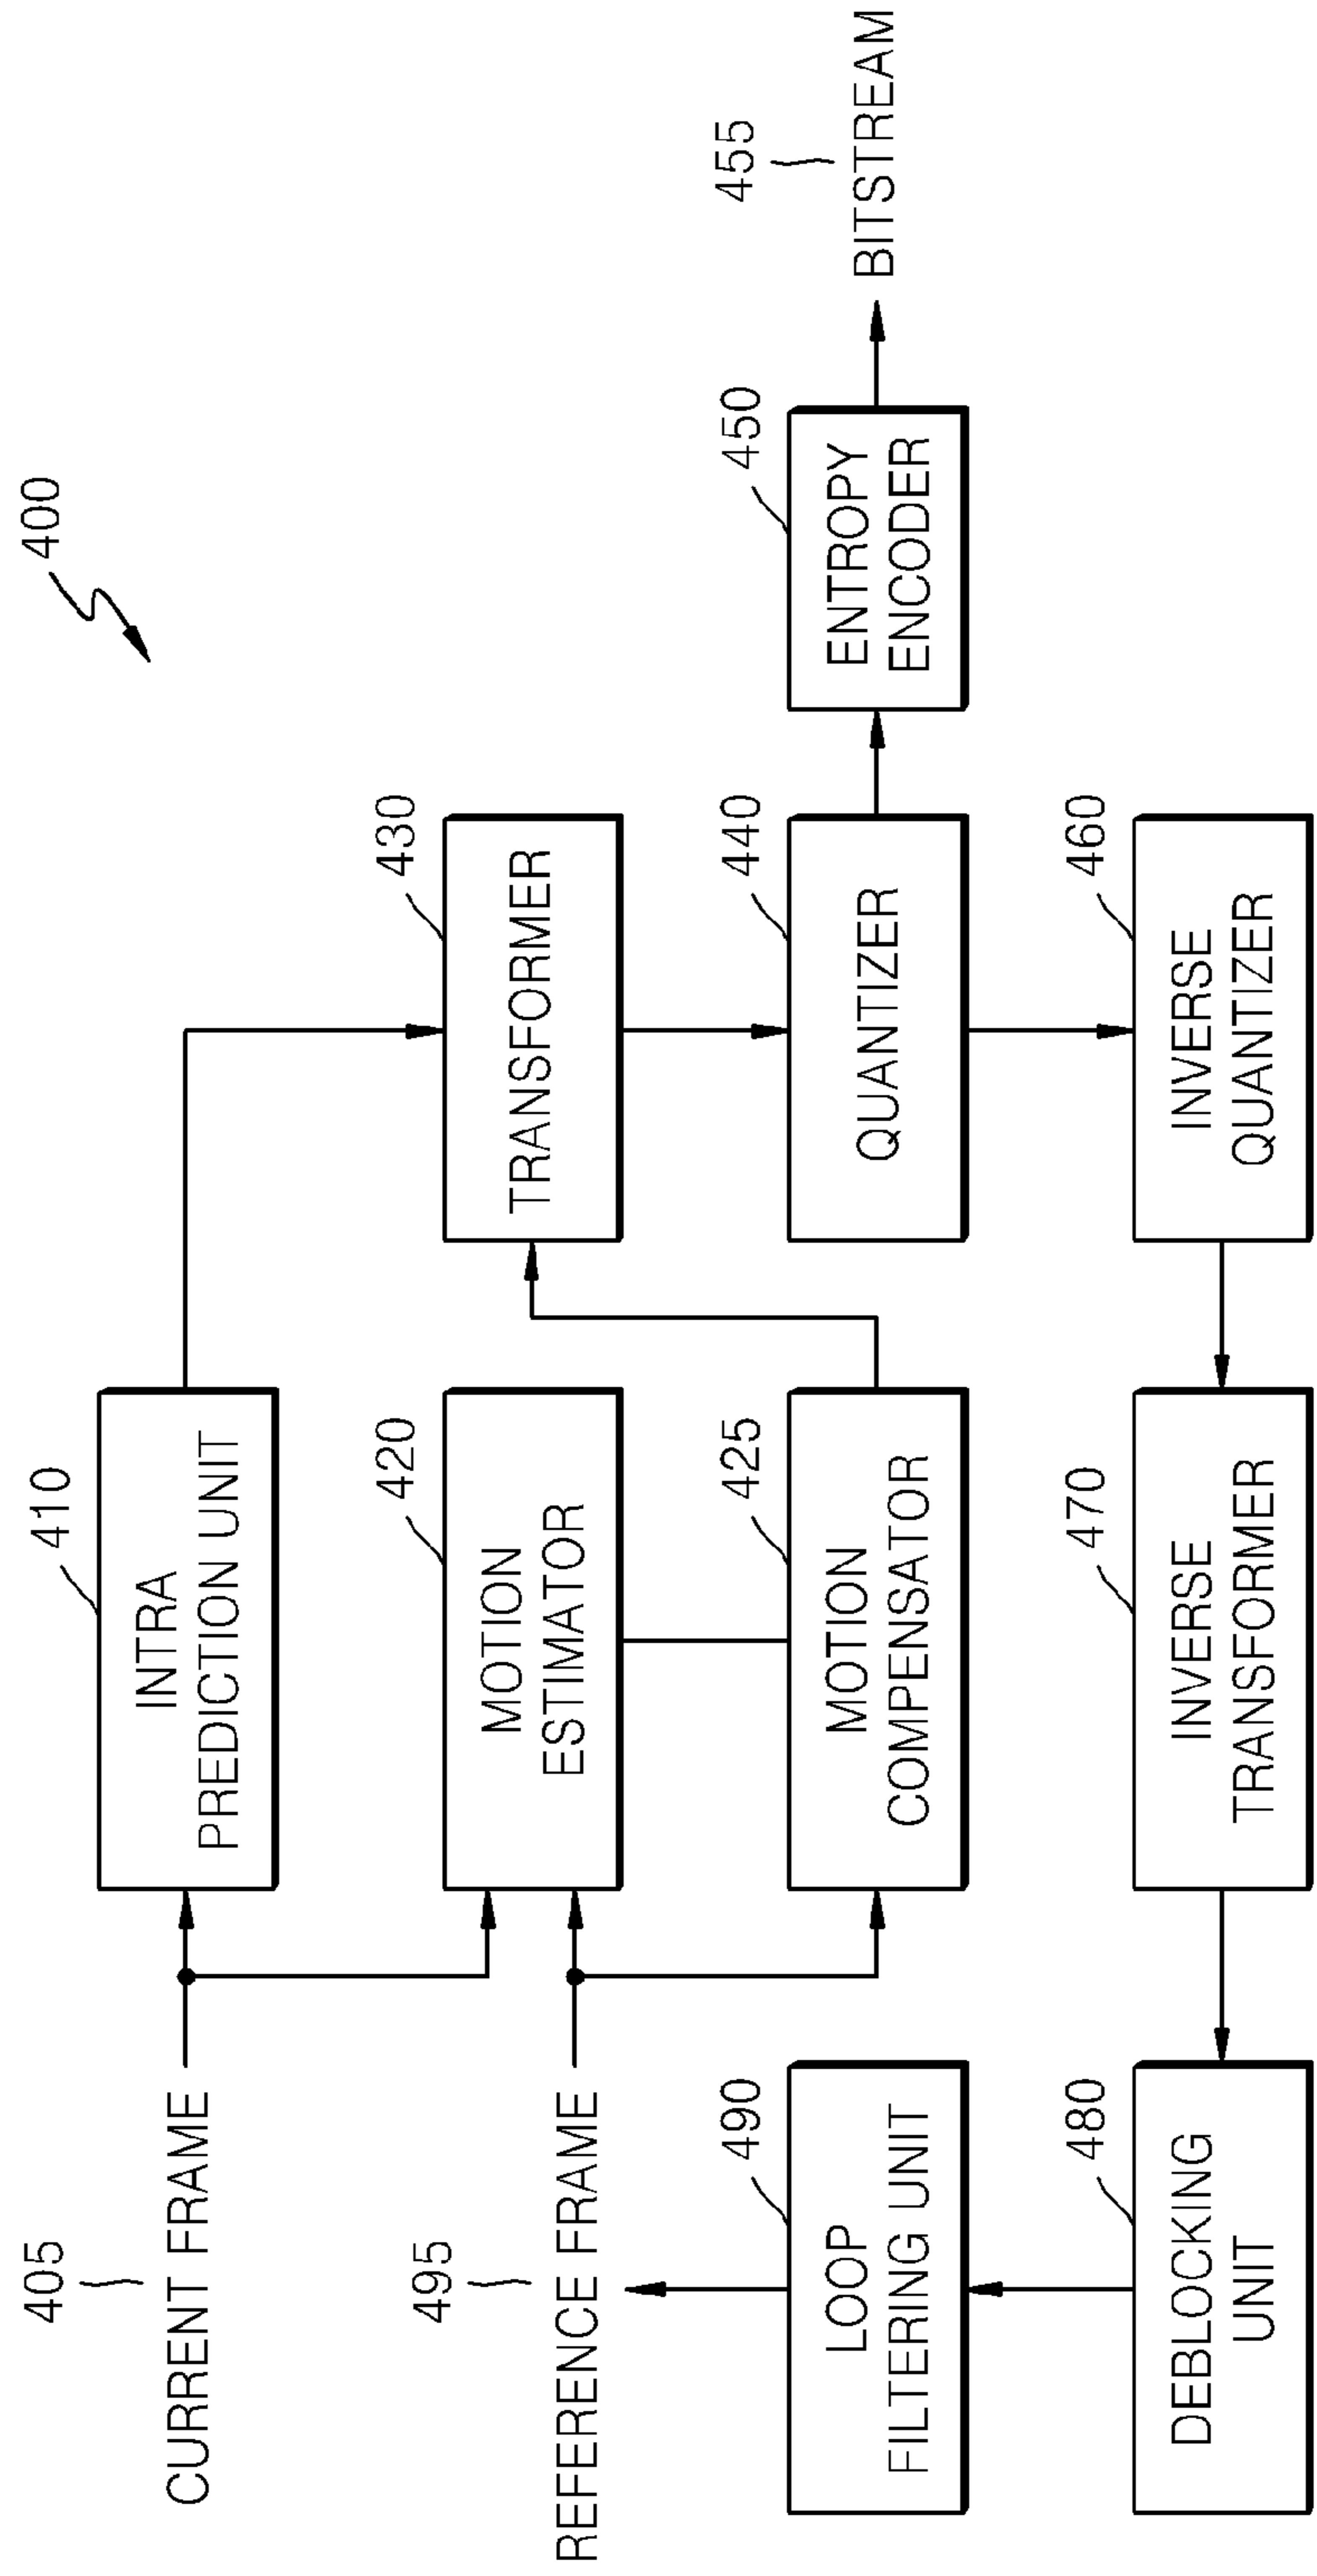 400
405
CURRENT FRAME
410
INTRA
PREDICTION UNIT
495
REFERENCE FRAME
420
MOTION
ESTIMATOR
430
TRANSFORMER
490
LOOP
FILTERING UNIT
425
MOTION
COMPENSATOR
440
QUANTIZER
450
ENTROPY
ENCODER
455
BITSTREAM
480
DEBLOCKING
UNIT
470
INVERSE
TRANSFORMER
460
INVERSE
QUANTIZER